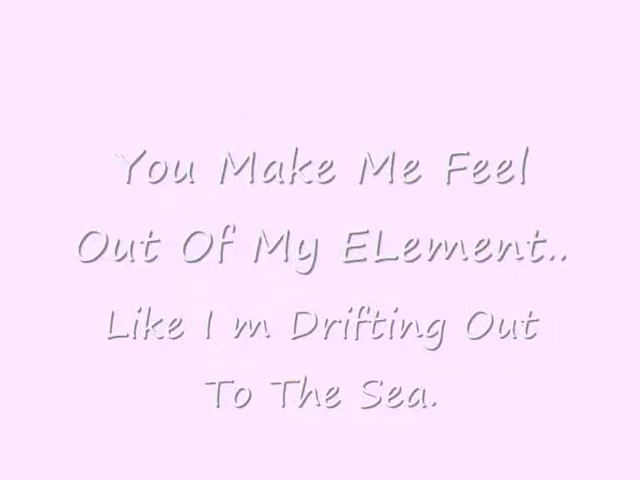 You Make Me Feel
Out Of My ELement..
Like I m Drifting Out
To The Sea.